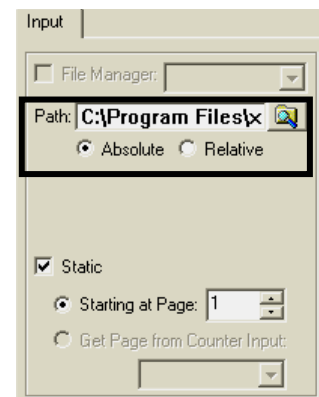 Input
File Manager:
Path: C:\Program Files\x
Absolute Relative
Static
Starting at Page: 1
Get Page from Counter Input: